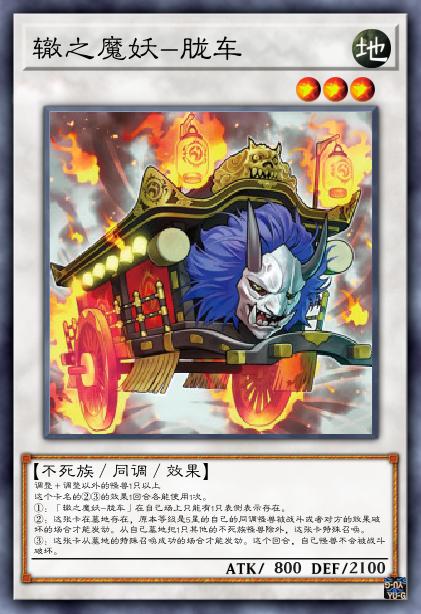 辙之魔妖-胧车
地
【不死族/同调/效果】
调整+调整以外的怪兽1只以上
这个卡名的②③的效果1回合各能使用1次。
①:「辙之魔妖-胧车」在自己场上只能有1只表侧表示存在。
②:这张卡在墓地存在,原本等级是5星的自己的同调怪兽被战斗或者对方的效果破
坏的场合才能发动。从自己墓地把1只其他的不死族怪兽除外,这张卡特殊召唤。
③:这张卡从墓地的特殊召唤成功的场合才能发动。这个回合,自己怪兽不会被战斗
破坏。
ATK/ 800 DEF/2100